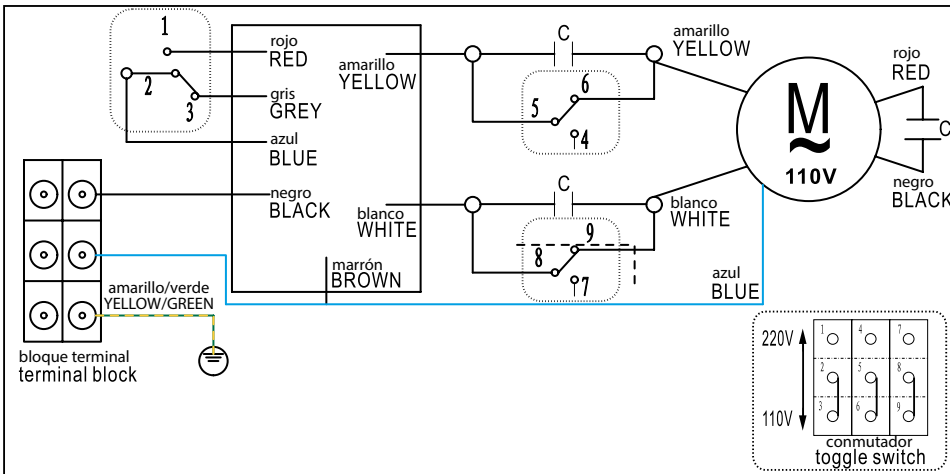 1
2
3
rojo
RED
gris
GREY
azul
BLUE
negro
BLACK
amarillo
YELLOW
blanco
WHITE
marrón
BROWN
C
5
6
4
C
8
9
7
amarillo
YELLOW
blanco
WHITE
M
~
110V
rojo
RED
C
negro
BLACK
azul
BLUE
amarillo/verde
YELLOW/GREEN
bloque terminal
terminal block
220V
110V
1 4 7
2 5 8
3 6 9
conmutador
toggle switch